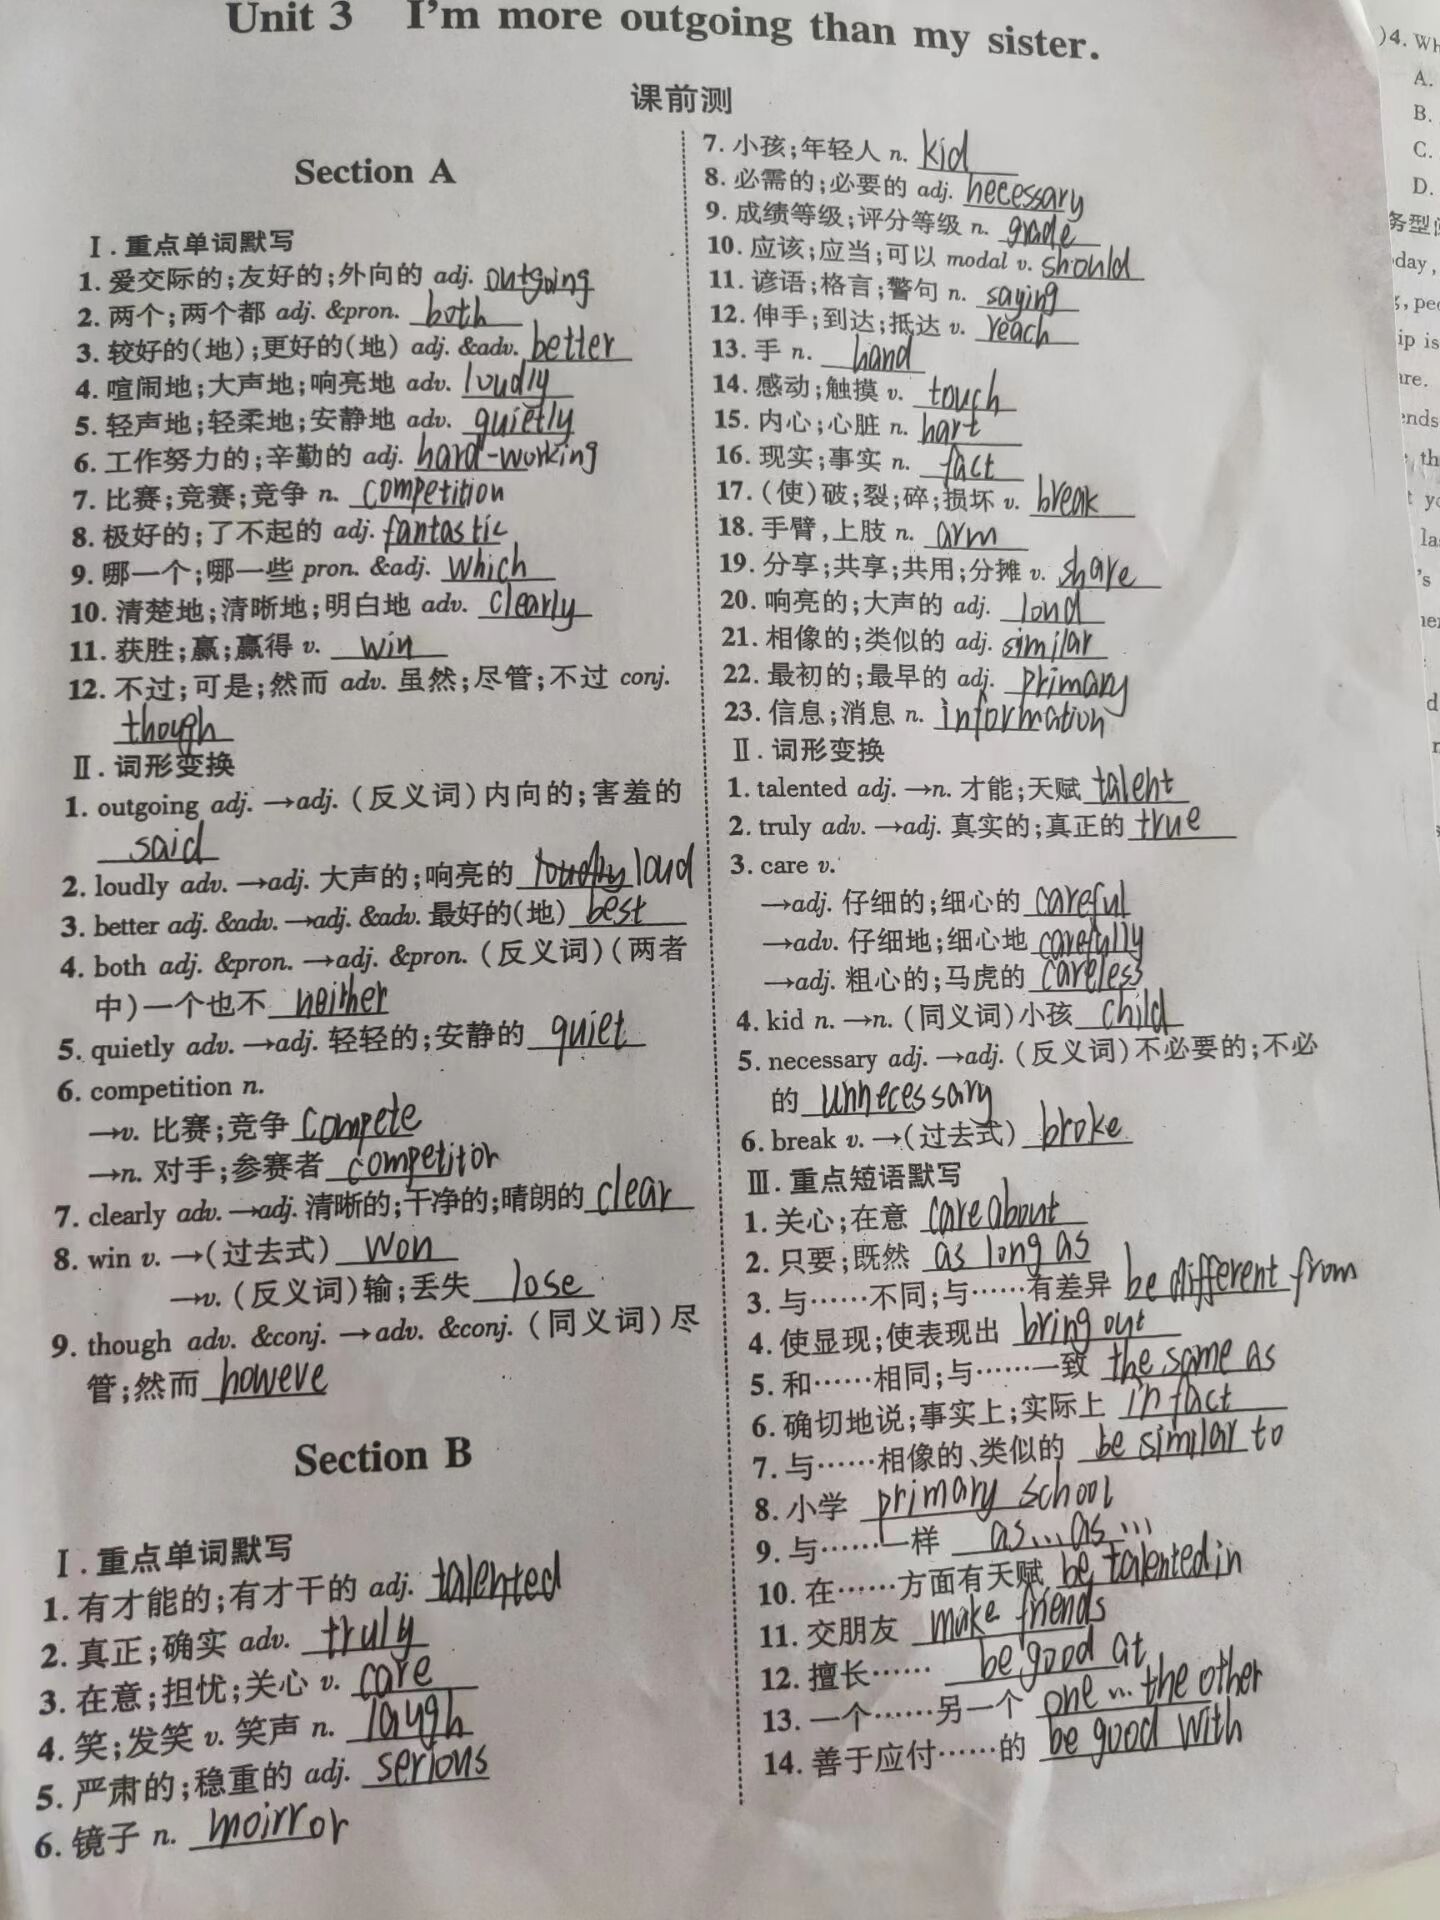 Unit 3 I'm more outgoing than my sister.
课前测
Section A
Ⅰ.重点单词默写
1. 爱交际的;友好的;外向的 adj. outgoing
2. 两个;两个都 adj. &pron. both
3. 较好的(地);更好的(地) adj. &adv. better
4. 喧闹地;大声地;响亮地 adv. loudly
5. 轻声地;轻柔地;安静地 adv. quietly
6. 工作努力的;辛勤的 adj. hard-working
7. 比赛;竞赛;竞争 n. competition
8. 极好的;了不起的 adj. fantastic
9. 哪一个;哪一些 pron. &adj. which
10. 清楚地;清晰地;明白地 adv. clearly
11. 获胜;赢;赢得 v. win
12. 不过;可是;然而 adv. 虽然;尽管;不过 conj.
though
Ⅱ.词形变换
1. outgoing adj. →adj. (反义词)内向的;害羞的
said
2. loudly adv. →adj. 大声的;响亮的 loudly loud
3. better adj. &adv. →adj. &adv. 最好的(地) best
4. both adj. &pron. →adj. &pron. (反义词)(两者
中)一个也不 neither
5. quietly adv. →adj. 轻轻的;安静的 quiet
6. competition n.
→v. 比赛;竞争 compete
→n. 对手;参赛者 competitor
7. clearly adv. →adj. 清晰的;干净的;晴朗的 clear
8. win v. →(过去式) won
→v. (反义词)输;丢失 lose
9. though adv. &conj. →adv. &conj. (同义词)尽
管;然而 howeve
Section B
Ⅰ.重点单词默写
1. 有才能的;有才干的 adj. talented
2. 真正;确实 adv. truly
3. 在意;担忧;关心 v. care
4. 笑;发笑 v. 笑声 n. laugh
5. 严肃的;稳重的 adj. serious
6. 镜子 n. moirror
7. 小孩;年轻人 n. kid
8. 必需的;必要的 adj. necessary
9. 成绩等级;评分等级 n. grade
10. 应该;应当;可以 modal v. should
11. 谚语;格言;警句 n. saying
12. 伸手;到达;抵达 v. reach
13. 手 n. hand
14. 感动;触摸 v. touch
15. 内心;心脏 n. hart
16. 现实;事实 n. fact
17. (使)破;裂;碎;损坏 v. break
18. 手臂,上肢 n. arm
19. 分享;共享;共用;分摊 v. share
20. 响亮的;大声的 adj. loud
21. 相像的;类似的 adj. similar
22. 最初的;最早的 adj. primary
23. 信息;消息 n. information
Ⅱ.词形变换
1. talented adj. →n. 才能;天赋 talent
2. truly adv. →adj. 真实的;真正的 true
3. care v.
→adj. 仔细的;细心的 careful
→adv. 仔细地;细心地 carefully
→adj. 粗心的;马虎的 careless
4. kid n. →n. (同义词)小孩 child
5. necessary adj. →adj. (反义词)不必要的;不必
的 unnecessary
6. break v. →(过去式) broke
Ⅲ.重点短语默写
1. 关心;在意 care about
2. 只要;既然 as long as
3. 与……不同;与……有差异 be different from
4. 使显现;使表现出 bring out
5. 和……相同;与……一致 the same as
6. 确切地说;事实上;实际上 in fact
7. 与……相像的、类似的 be similar to
8. 小学 primary school
9. 与……一样 as...as...
10. 在……方面有天赋 be talented in
11. 交朋友 make friends
12. 擅长…… be good at
13. 一个……另一个 one...the other
14. 善于应付……的 be good with
)4. Wh
A.
B.
C.
D.